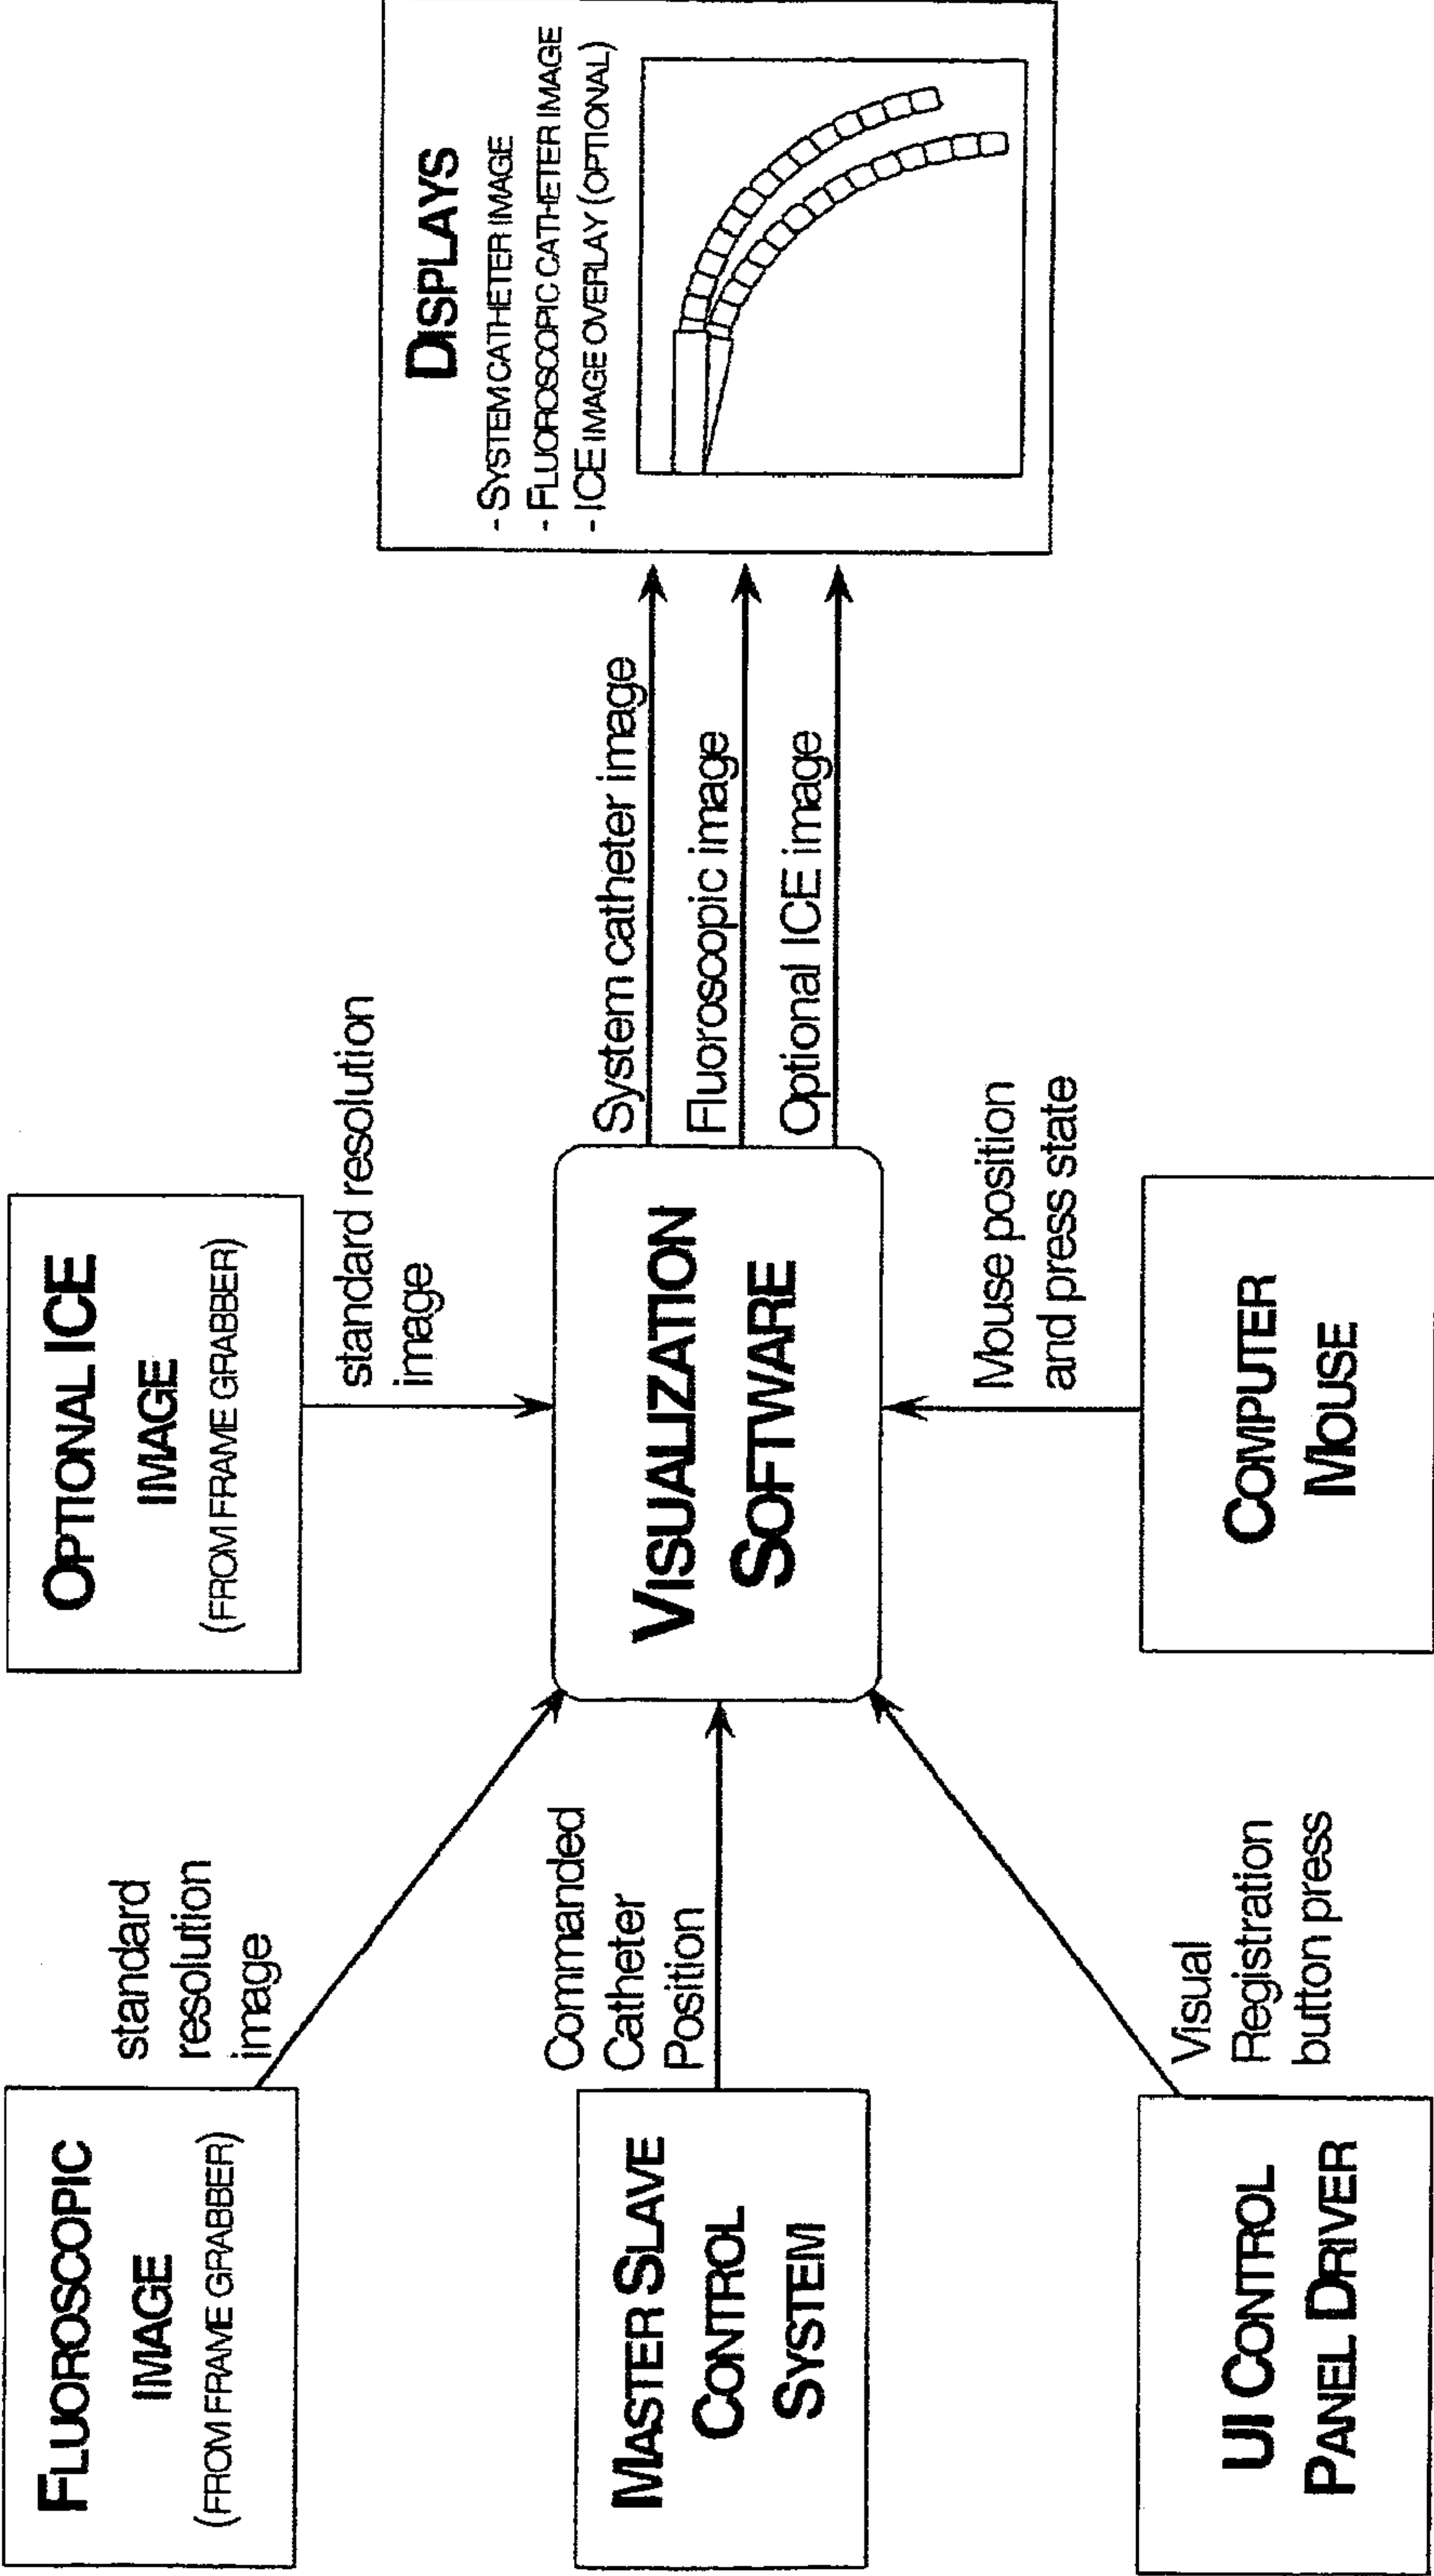 FLUOROSCOPIC
IMAGE
(FROM FRAME GRABBER)
standard
resolution
image
OPTIONAL ICE
IMAGE
(FROM FRAME GRABBER)
standard resolution
image
MASTER SLAVE
CONTROL
SYSTEM
Commanded
Catheter
Position
VISUALIZATION
SOFTWARE
System catheter image
Fluoroscopic image
Optional ICE image
DISPLAYS
- SYSTEM CATHETER IMAGE
- FLUOROSCOPIC CATHETER IMAGE
- ICE IMAGE OVERLAY (OPTIONAL)
UI CONTROL
PANEL DRIVER
Visual
Registration
button press
COMPUTER
MOUSE
Mouse position
and press state